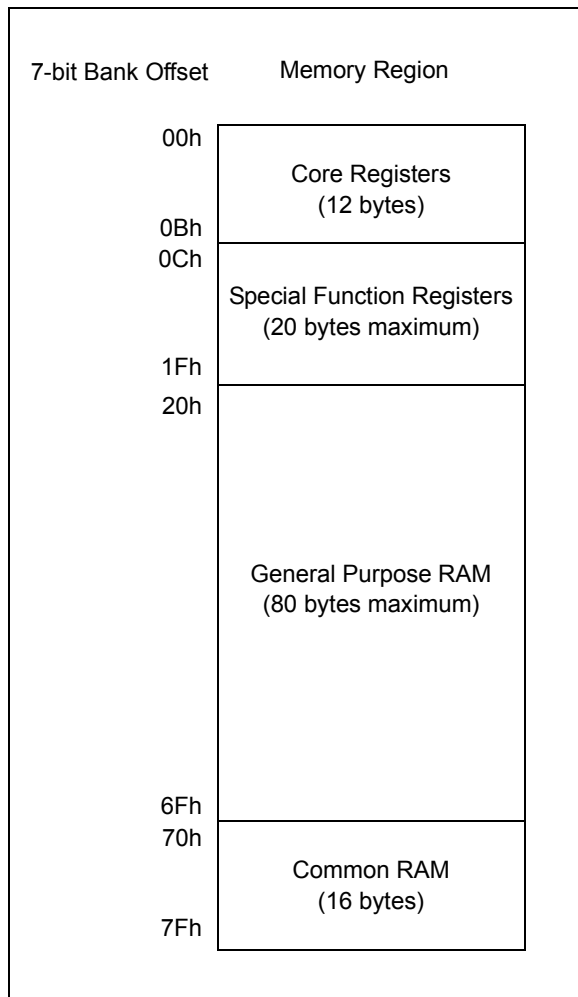 7-bit Bank Offset Memory Region
00h
Core Registers
(12 bytes)
0Bh
0Ch
Special Function Registers
(20 bytes maximum)
1Fh
20h
General Purpose RAM
(80 bytes maximum)
6Fh
70h
Common RAM
(16 bytes)
7Fh